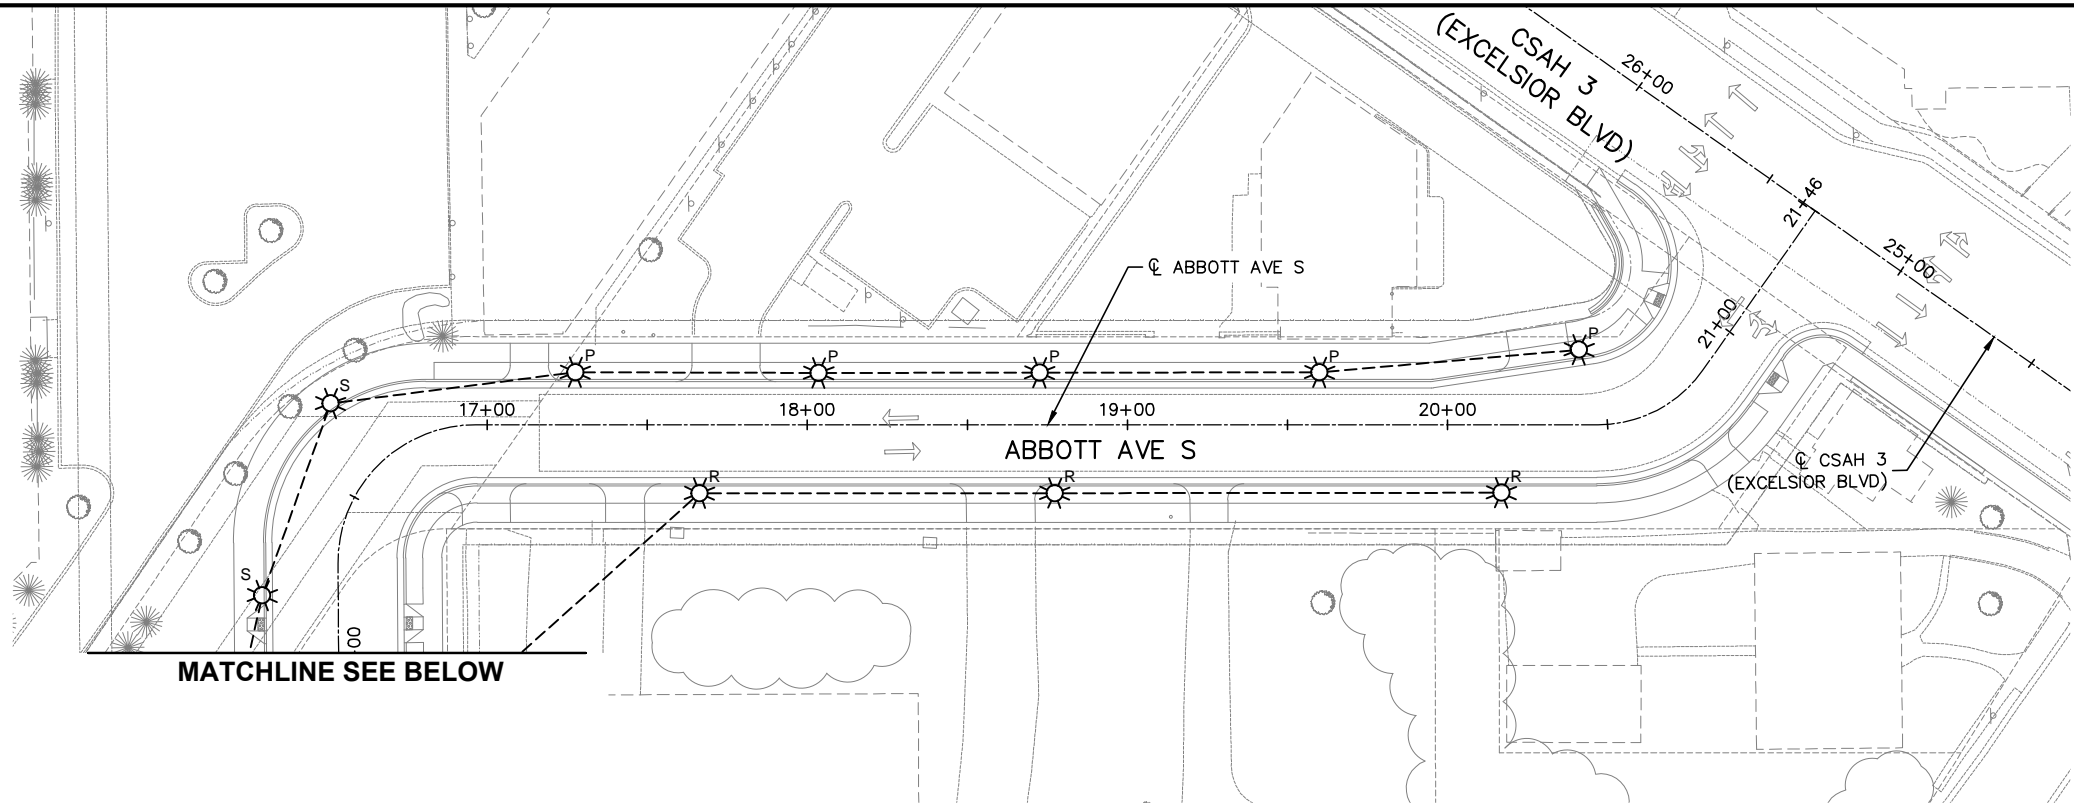 CSAH 3
(EXCELSIOR BLVD)
26+00
21+46
25+00
21+00
℄ ABBOTT AVE S
P
P
P
P
P
S
17+00
18+00
19+00
20+00
ABBOTT AVE S
℄ CSAH 3
(EXCELSIOR BLVD)
R
R
R
S
00
MATCHLINE SEE BELOW